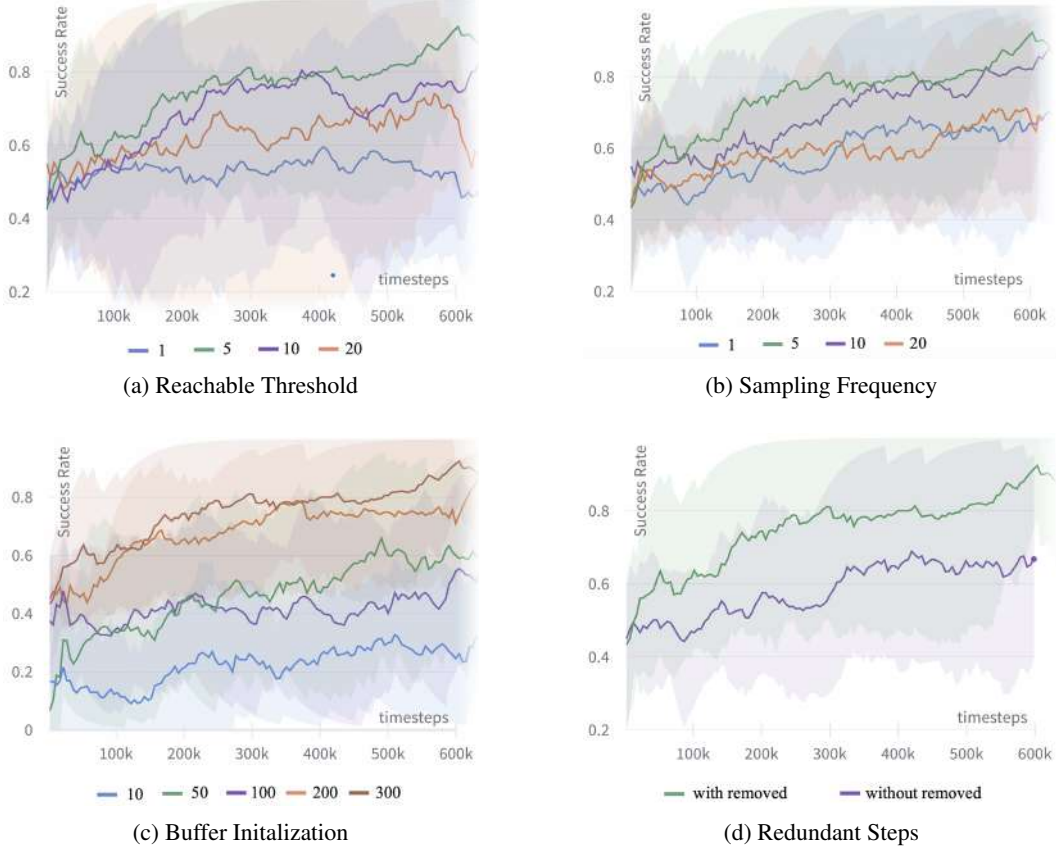 Success Rate
0.8
0.6
0.4
0.2
timesteps
100k 200k 300k 400k 500k 600k
1 5 10 20
(a) Reachable Threshold
Success Rate
0.8
0.6
0.4
0.2
timesteps
100k 200k 300k 400k 500k 600k
1 5 10 20
(b) Sampling Frequency
Success Rate
0.8
0.6
0.4
0.2
0
timesteps
100k 200k 300k 400k 500k 600k
10 50 100 200 300
(c) Buffer Initalization
Success Rate
0.8
0.6
0.4
0.2
timesteps
100k 200k 300k 400k 500k 600k
with removed without removed
(d) Redundant Steps